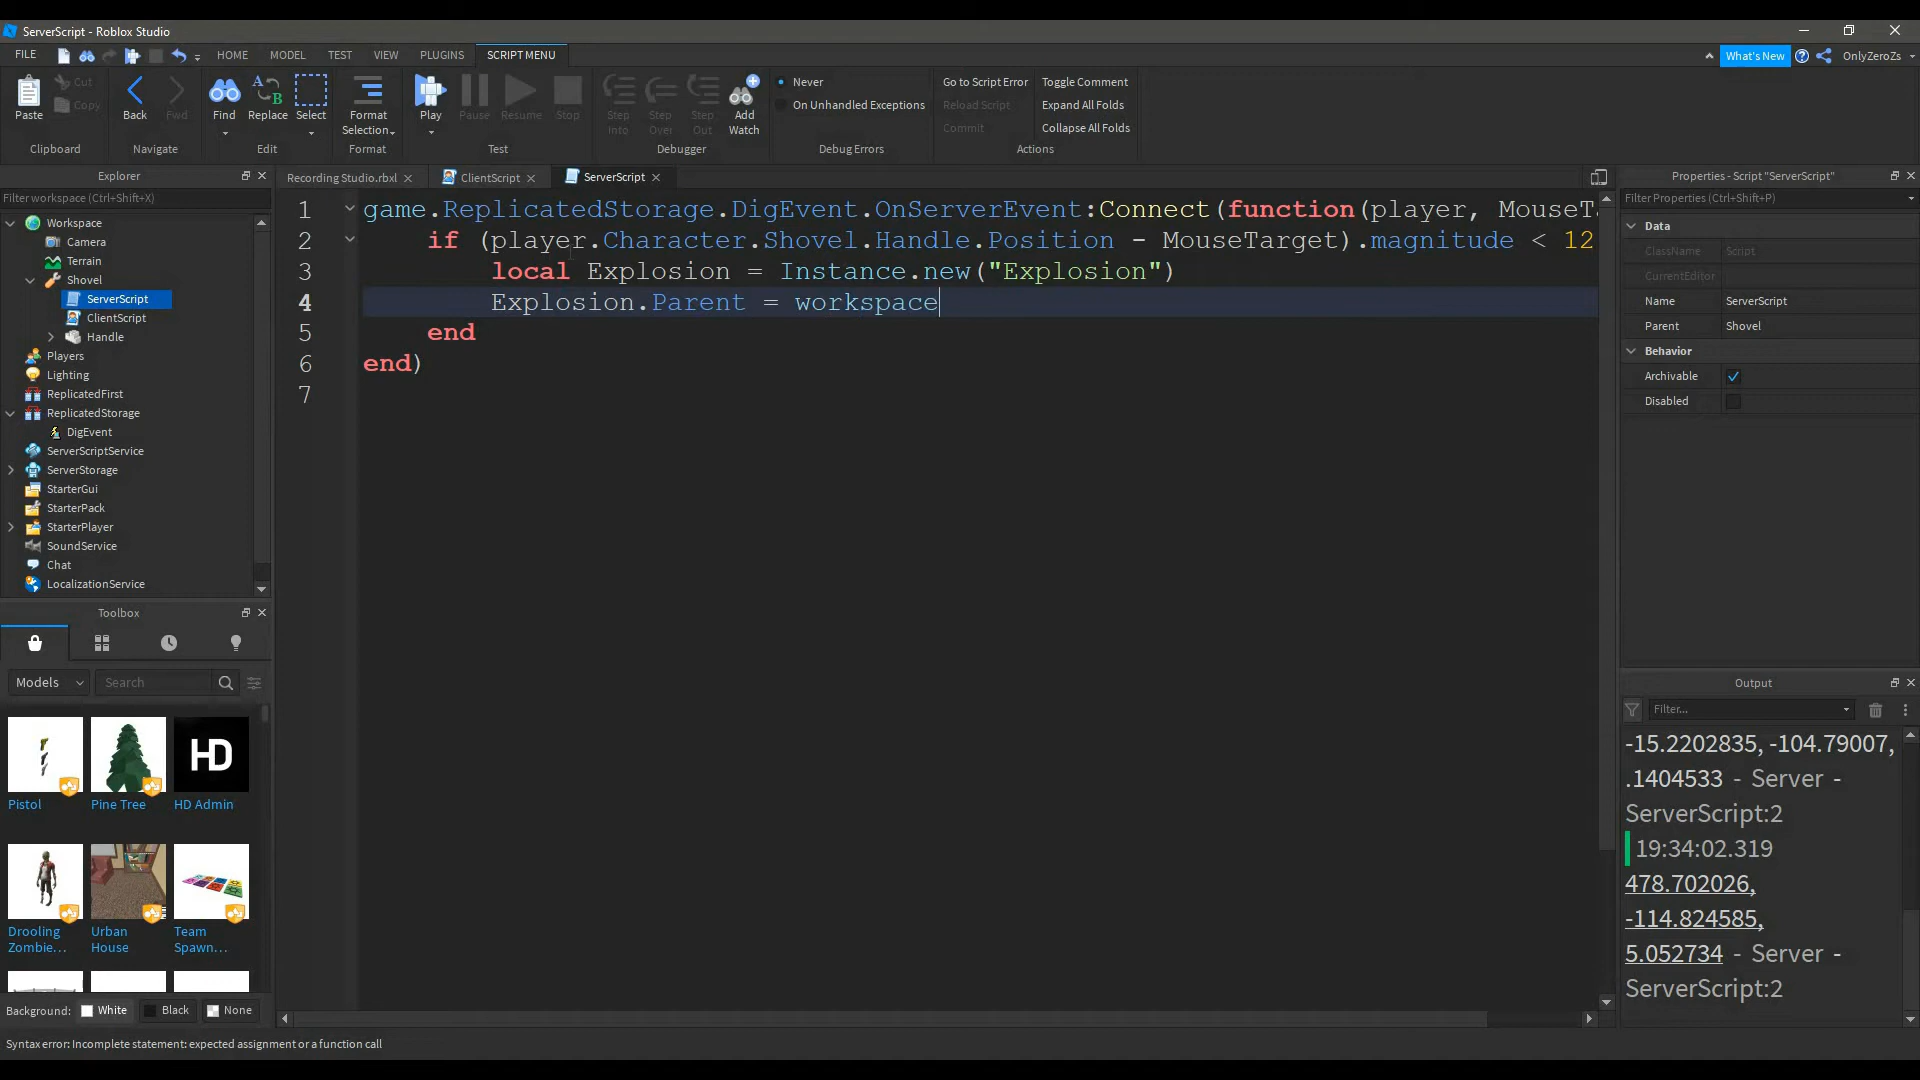 ServerScript - Roblox Studio
FILE HOME MODEL TEST VIEW PLUGINS SCRIPT MENU What's New OnlyZeroZs
Paste Cut Copy
Clipboard
Back Fwd
Navigate
Find Replace Select
Edit
Format Selection
Format
Play Pause Resume Stop
Test
Step Into Step Over Step Out Add Watch
Debugger
Never
On Unhandled Exceptions
Debug Errors
Go to Script Error Toggle Comment
Reload Script Expand All Folds
Commit Collapse All Folds
Actions
Explorer
Filter workspace (Ctrl+Shift+X)
Workspace
Camera
Terrain
Shovel
ServerScript
ClientScript
Handle
Players
Lighting
ReplicatedFirst
ReplicatedStorage
DigEvent
ServerScriptService
ServerStorage
StarterGui
StarterPack
StarterPlayer
SoundService
Chat
LocalizationService
Toolbox
Models Search
Pistol Pine Tree HD Admin
HD
Drooling Zombie... Urban House Team Spawn...
Background: White Black None
Recording Studio.rbxl ClientScript ServerScript
1 game.ReplicatedStorage.DigEvent.OnServerEvent:Connect(function(player, MouseT
2 if (player.Character.Shovel.Handle.Position - MouseTarget).magnitude < 12
3 local Explosion = Instance.new("Explosion")
4 Explosion.Parent = workspace
5 end
6 end)
7
Properties - Script "ServerScript"
Filter Properties (Ctrl+Shift+P)
Data
ClassName Script
CurrentEditor
Name ServerScript
Parent Shovel
Behavior
Archivable
Disabled
Output
Filter...
-15.2202835, -104.79007,
.1404533 - Server -
ServerScript:2
19:34:02.319
478.702026,
-114.824585,
5.052734 - Server -
ServerScript:2
Syntax error: Incomplete statement: expected assignment or a function call